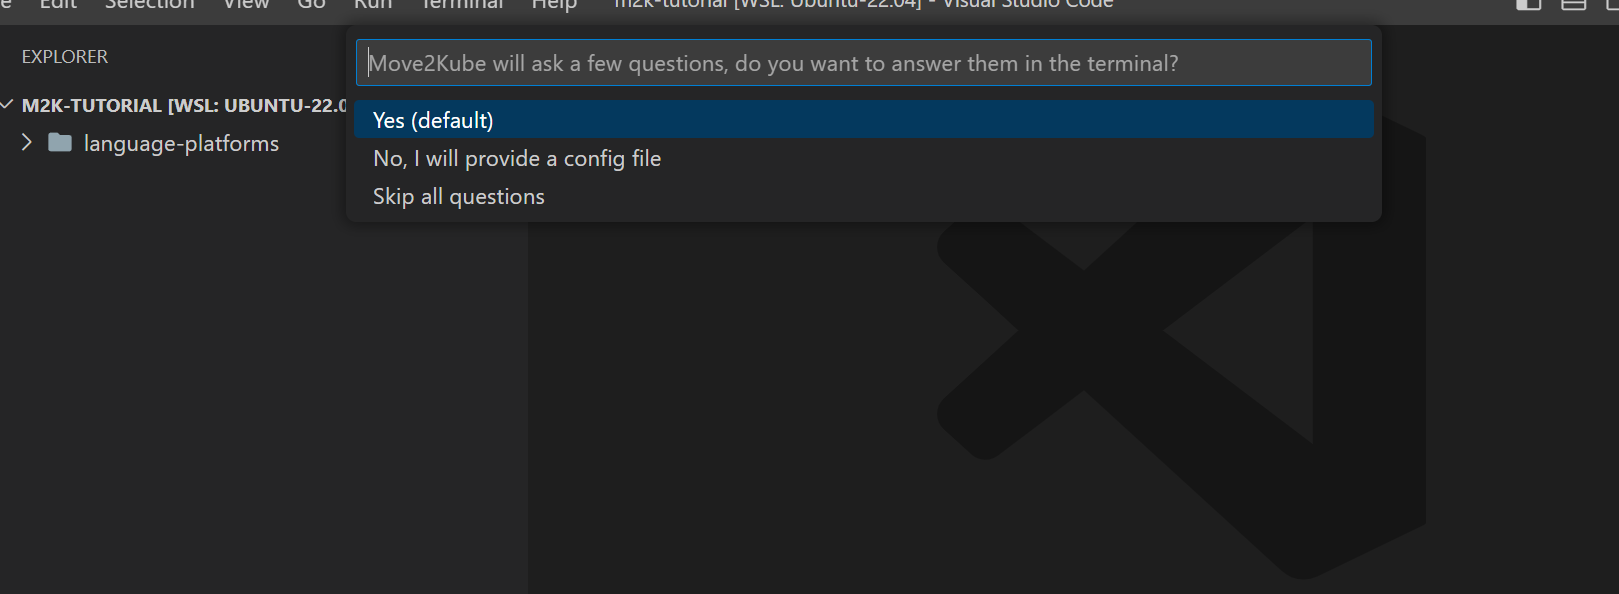 e Edit Selection View Go Run Terminal Help m2k-tutorial [WSL: Ubuntu-22.04] - Visual Studio Code
EXPLORER
Move2Kube will ask a few questions, do you want to answer them in the terminal?
M2K-TUTORIAL [WSL: UBUNTU-22.0
Yes (default)
language-platforms
No, I will provide a config file
Skip all questions